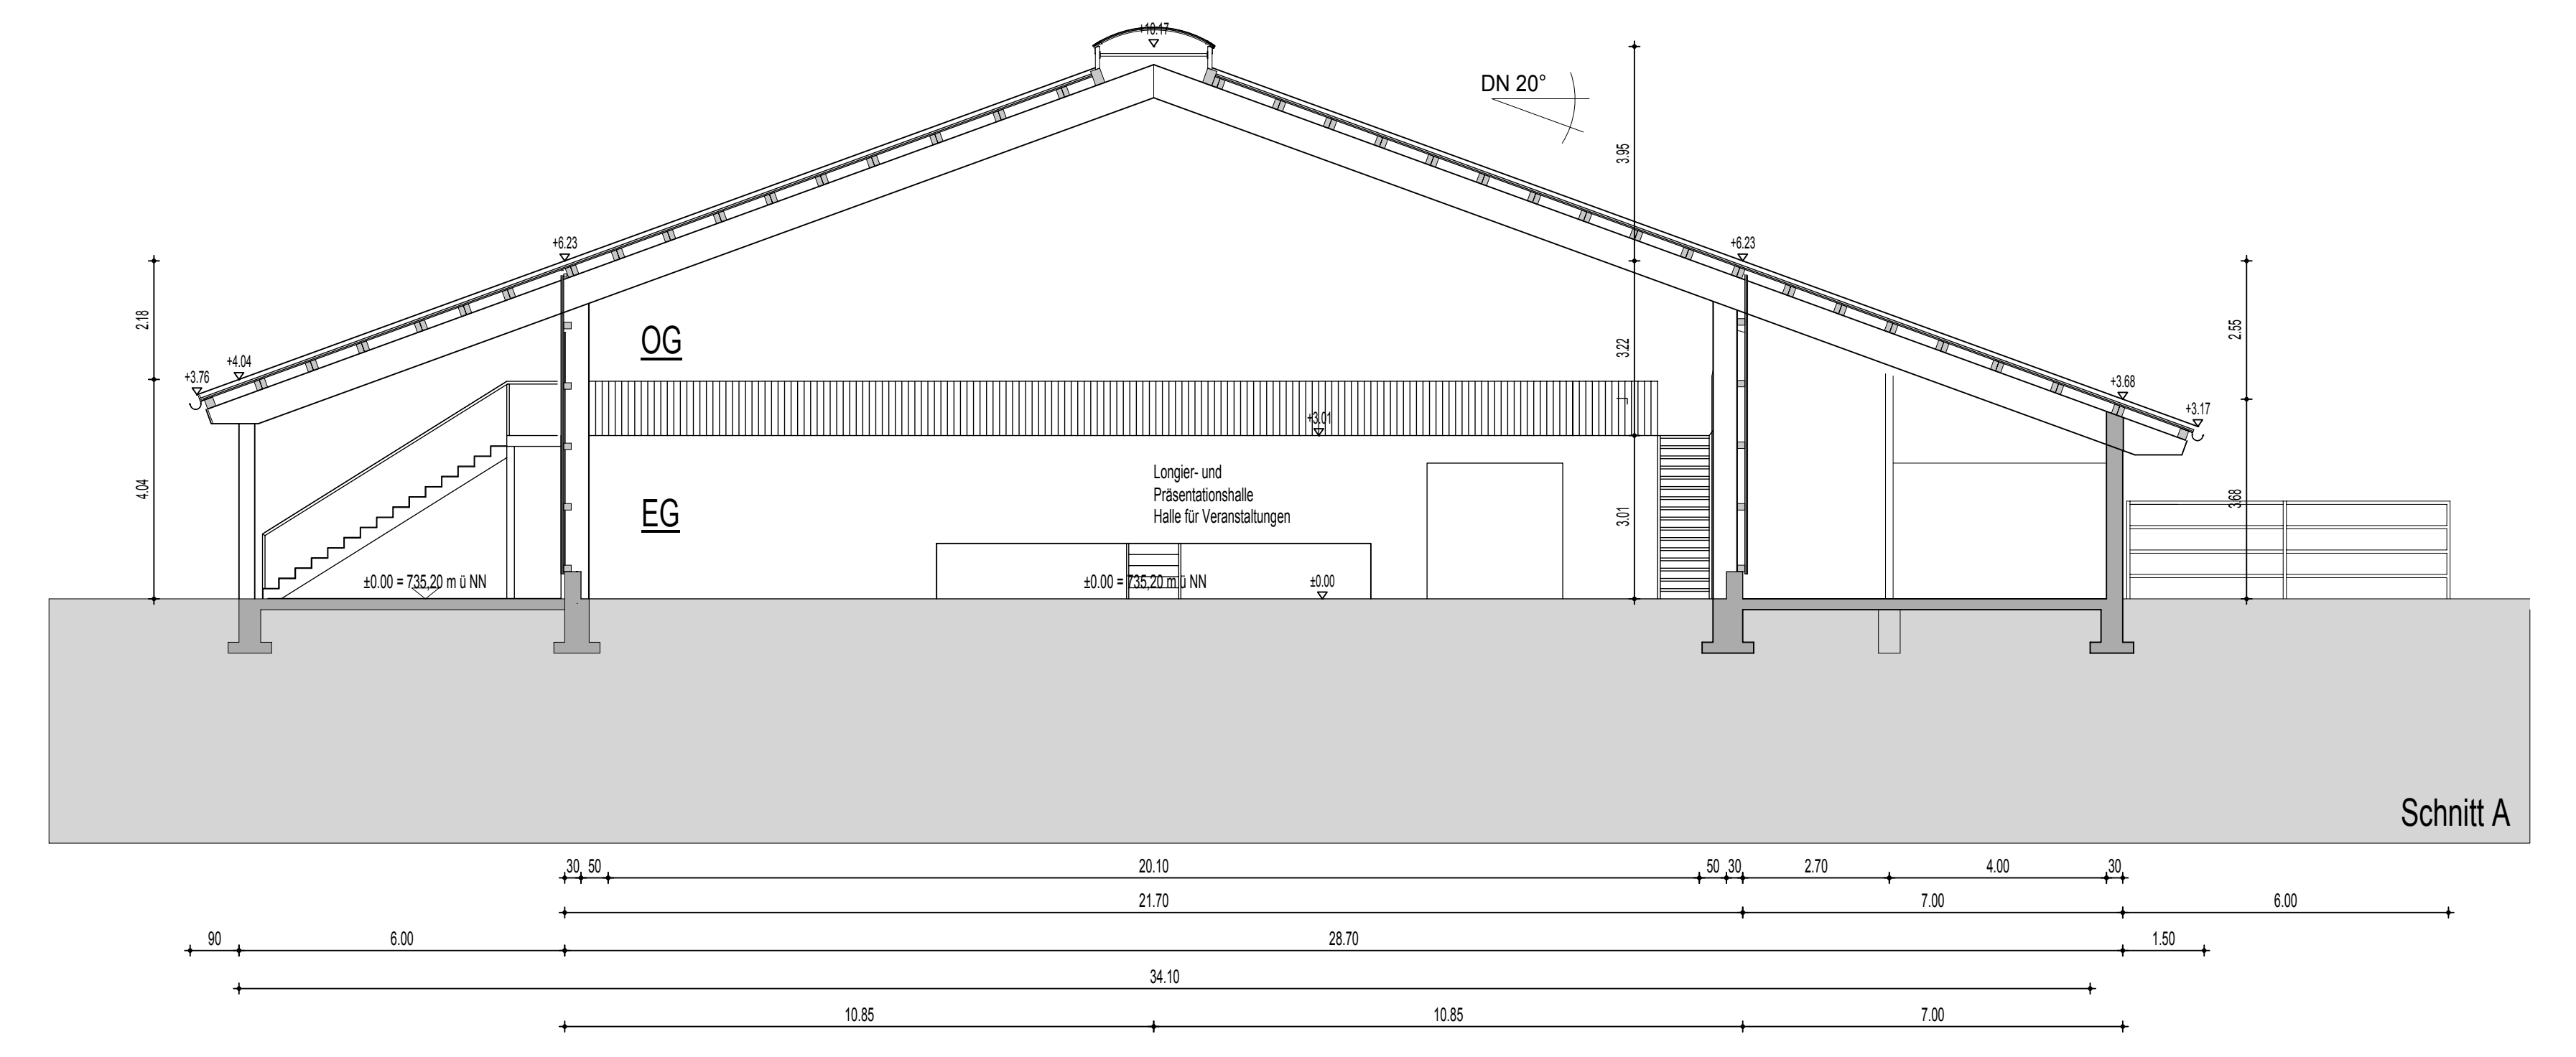 +10.17
DN 20°
3.95
+6.23
+6.23
2.18
OG
3.22
2.55
+4.04
+3.76
+3.68
+3.17
+3.01
Longier- und
Präsentationshalle
Halle für Veranstaltungen
4.04
EG
3.01
3.68
±0.00 = 735,20 m ü NN
±0.00 = 735,20 m ü NN
±0.00
Schnitt A
30 50 20.10 50 30 2.70 4.00 30
21.70 7.00 6.00
90 6.00 28.70 1.50
34.10
10.85 10.85 7.00